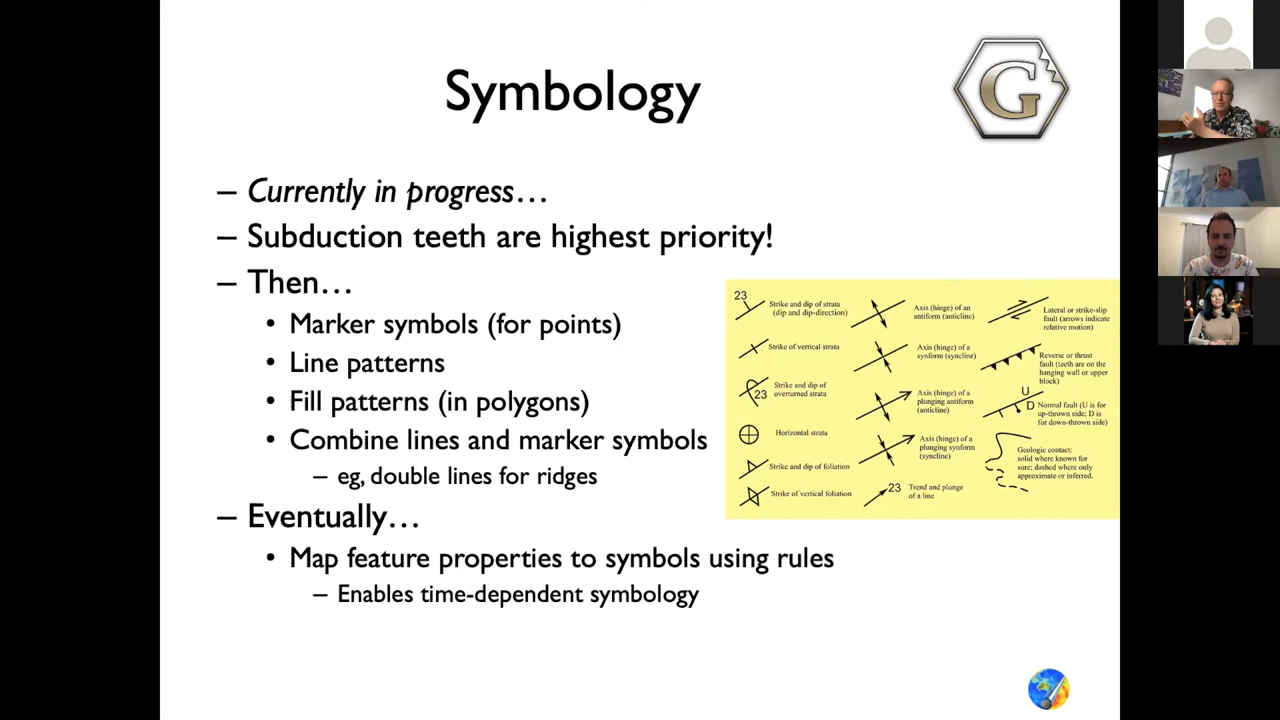 Symbology
G
– Currently in progress…
– Subduction teeth are highest priority!
– Then…
• Marker symbols (for points)
• Line patterns
• Fill patterns (in polygons)
• Combine lines and marker symbols
– eg, double lines for ridges
– Eventually…
• Map feature properties to symbols using rules
– Enables time-dependent symbology
23
Strike and dip of strata
(dip and dip-direction)
Strike of vertical strata
23
Strike and dip of
overturned strata
Horizontal strata
Strike and dip of foliation
Strike of vertical foliation
Axis (hinge) of an
antiform (anticline)
Axis (hinge) of a
synform (syncline)
Axis (hinge) of a
plunging antiform
(anticline)
Axis (hinge) of a
plunging synform
(syncline)
23
Trend and plunge
of a line
Lateral or strike-slip
fault (arrows indicate
relative motion)
Reverse or thrust
fault (teeth are on the
hanging wall or upper
block)
U
D
Normal fault (U is for
up-thrown side; D is
for down-thrown side)
Geologic contact:
solid where known for
sure; dashed where only
approximate or inferred.